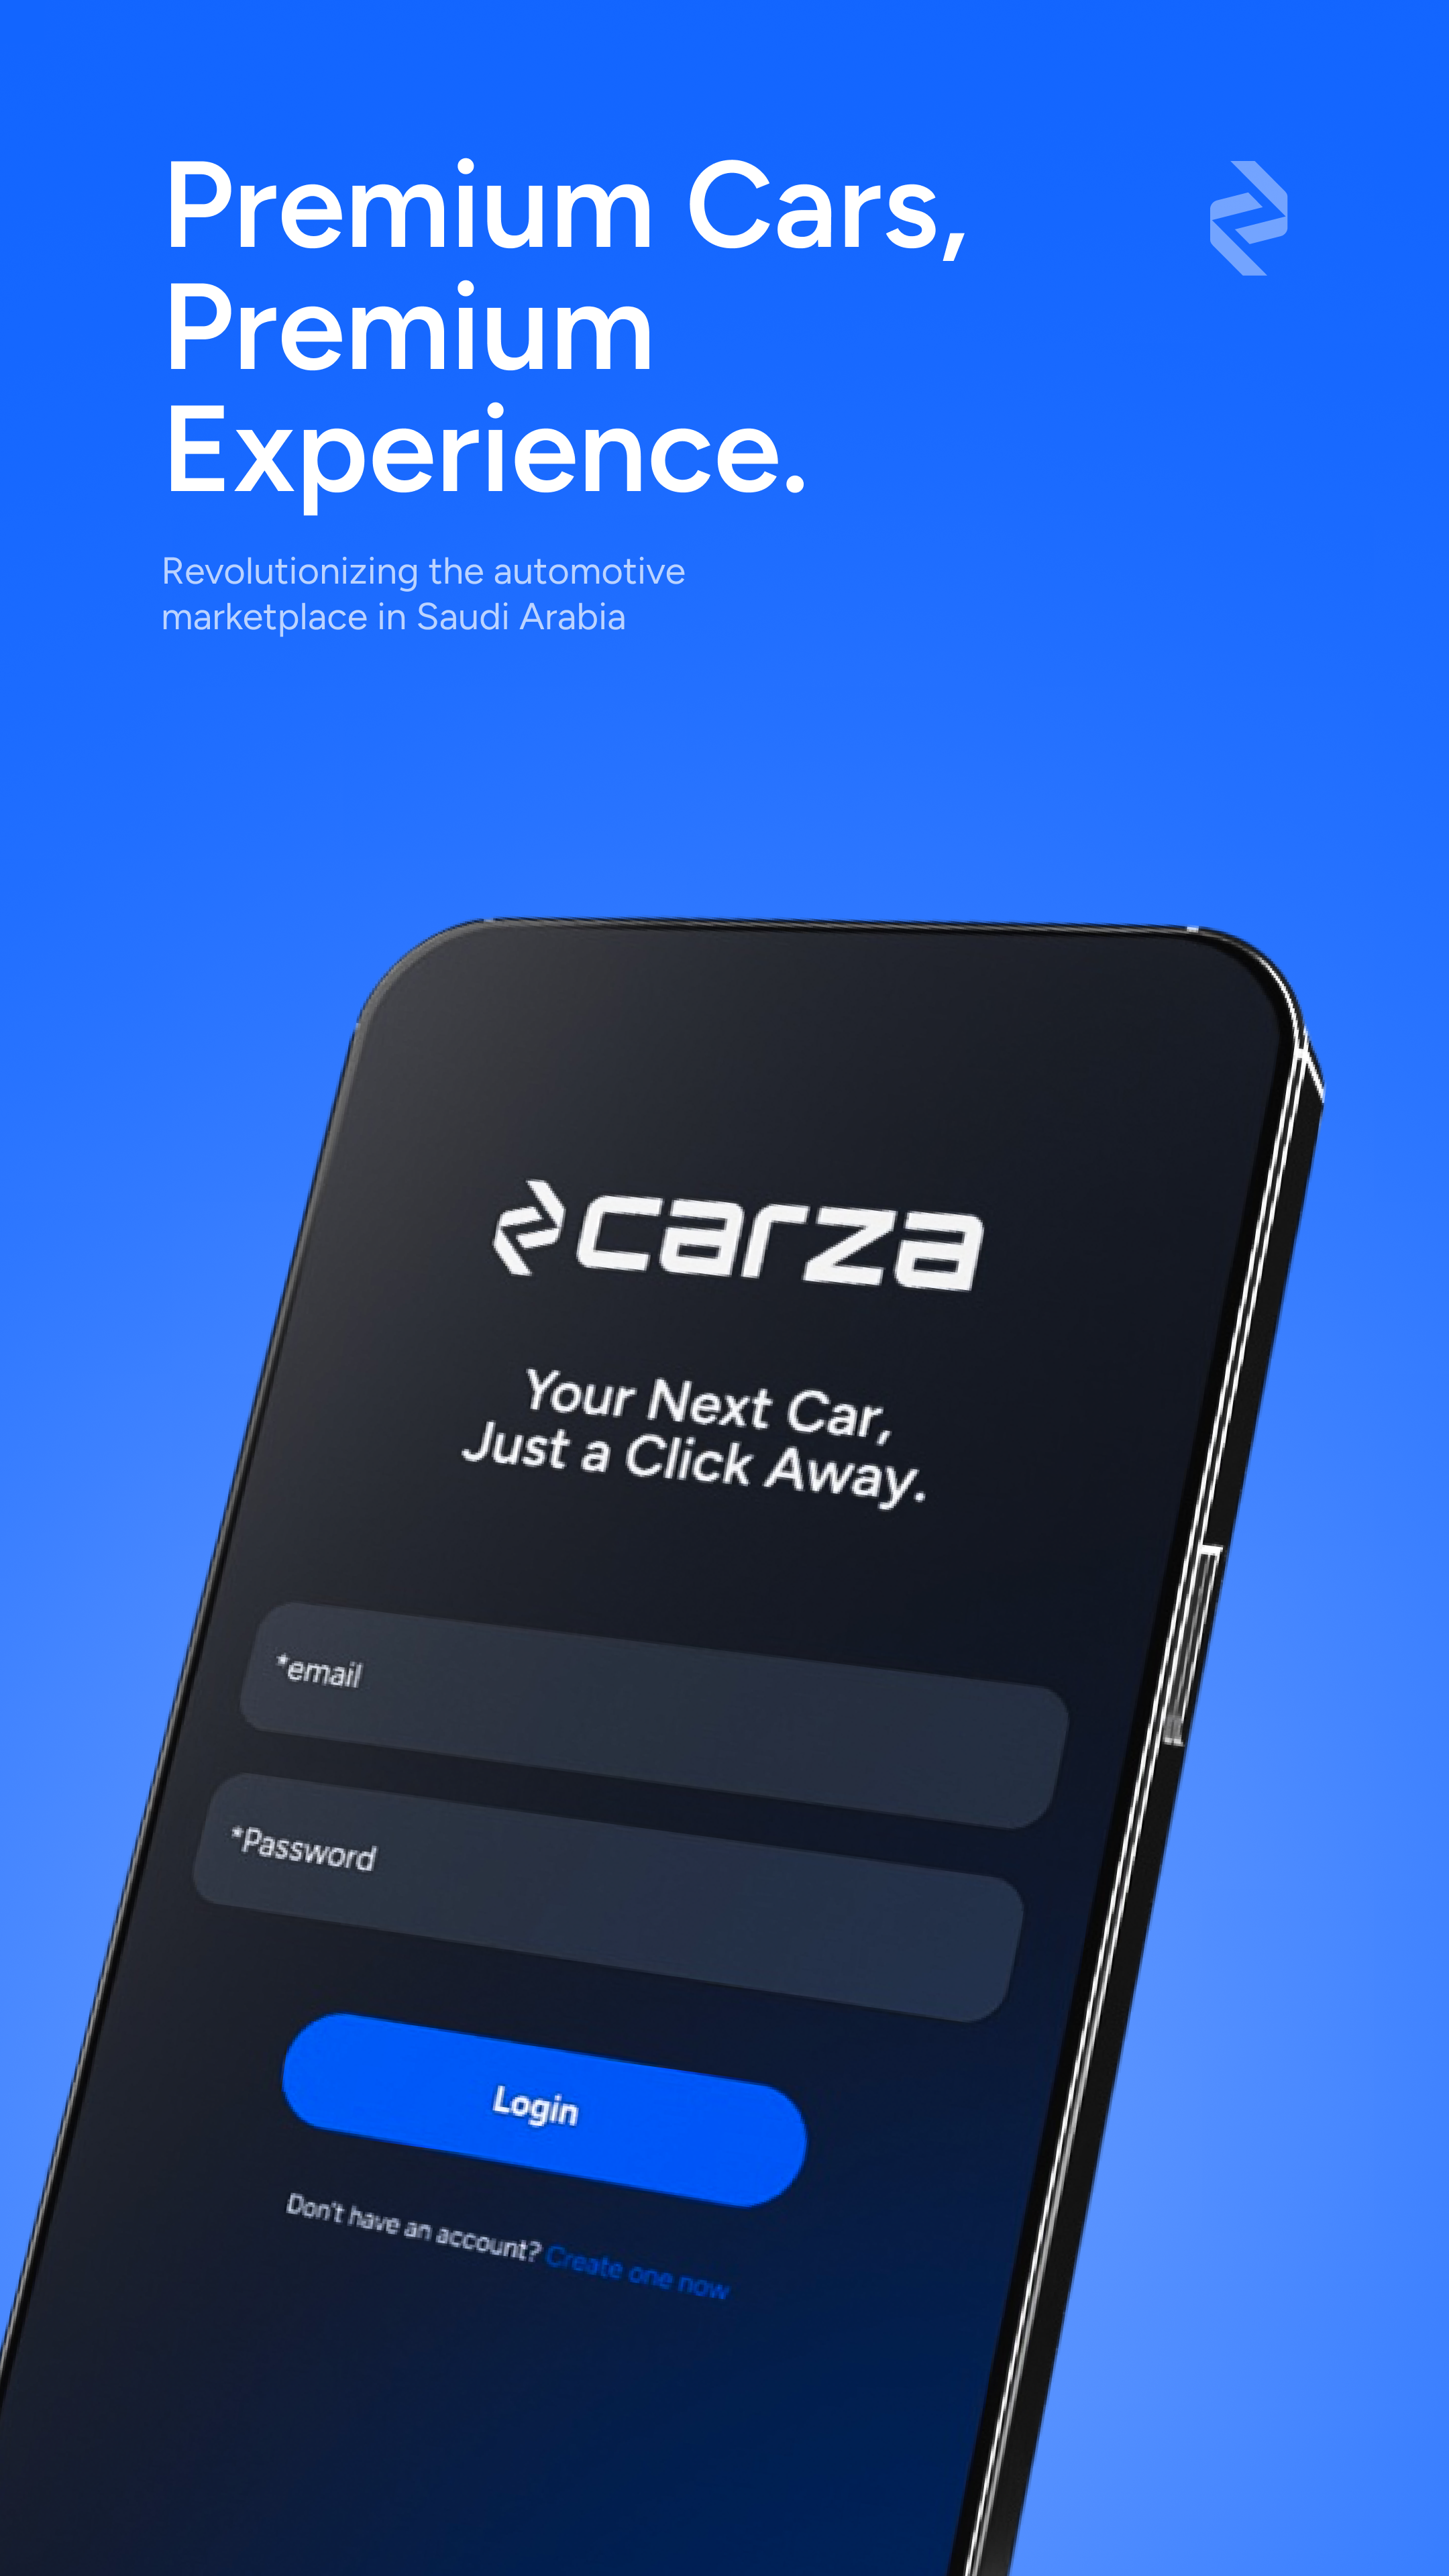 Premium Cars,
Premium
Experience.
Revolutionizing the automotive
marketplace in Saudi Arabia
carza
Your Next Car,
Just a Click Away.
*email
*Password
Login
Don't have an account? Create one now